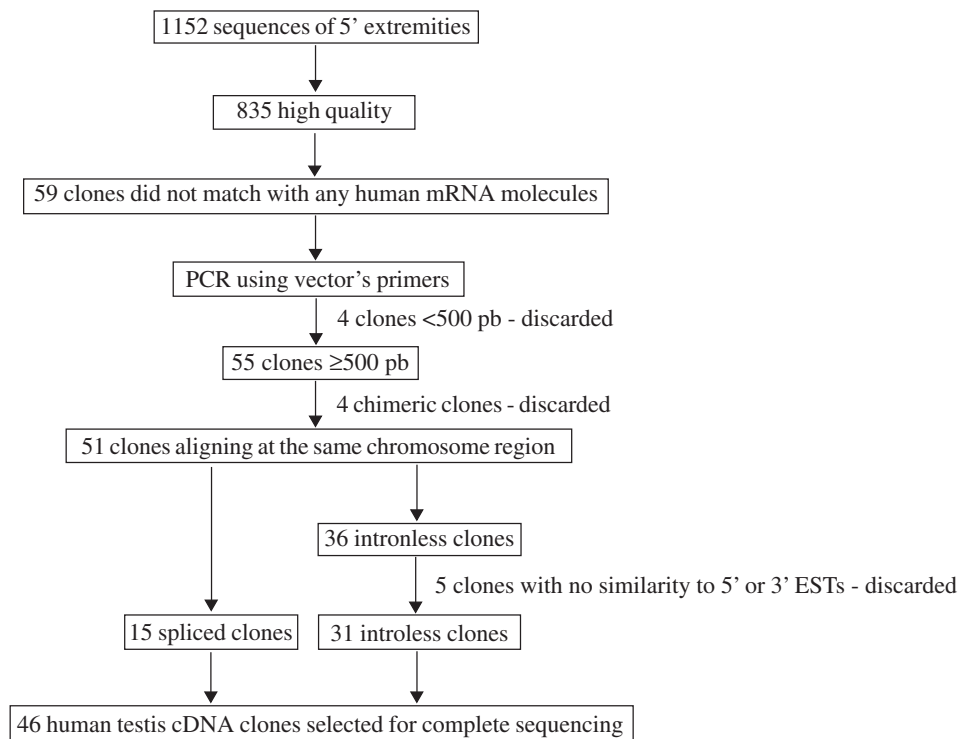 1152 sequences of 5’ extremities
835 high quality
59 clones did not match with any human mRNA molecules
PCR using vector’s primers
4 clones <500 pb - discarded
55 clones ≥500 pb
4 chimeric clones - discarded
51 clones aligning at the same chromosome region
36 intronless clones
5 clones with no similarity to 5’ or 3’ ESTs - discarded
15 spliced clones
31 introless clones
46 human testis cDNA clones selected for complete sequencing